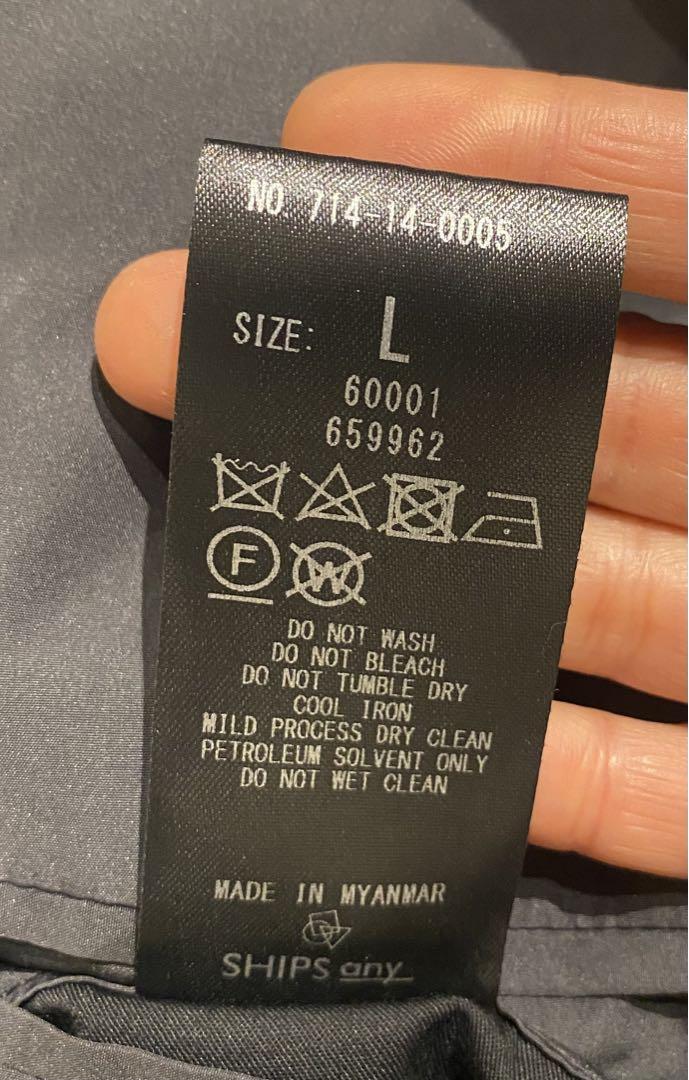 NO. 714-14-0005
SIZE: L
60001
659962
F W
DO NOT WASH
DO NOT BLEACH
DO NOT TUMBLE DRY
COOL IRON
MILD PROCESS DRY CLEAN
PETROLEUM SOLVENT ONLY
DO NOT WET CLEAN
MADE IN MYANMAR
SHIPS any